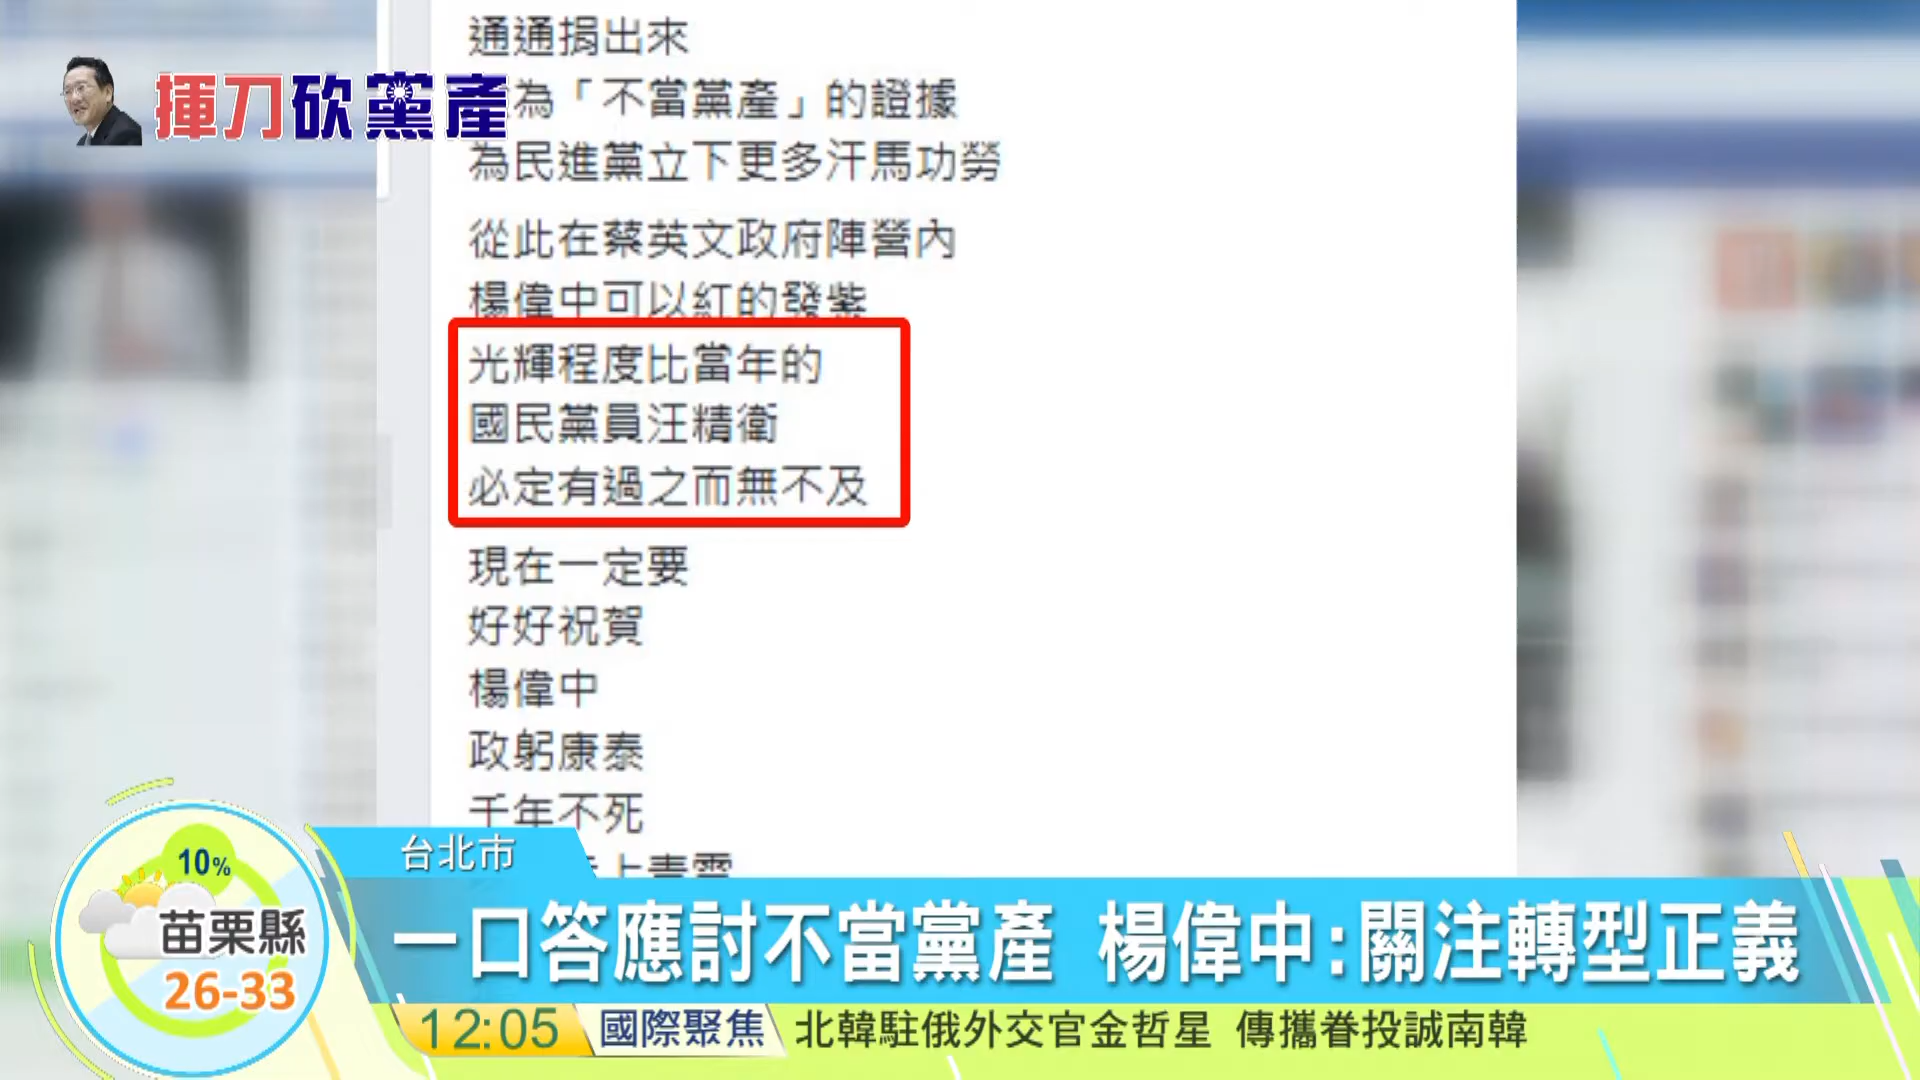 揮刀砍黨產
通通捐出來
為「不當黨產」的證據
為民進黨立下更多汗馬功勞
從此在蔡英文政府陣營內
楊偉中可以紅的發紫
光輝程度比當年的
國民黨員汪精衛
必定有過之而無不及
現在一定要
好好祝賀
楊偉中
政躬康泰
千年不死
上青雲
台北市
一口答應討不當黨產 楊偉中:關注轉型正義
10%
苗栗縣
26-33
12:05 國際聚焦 北韓駐俄外交官金哲星 傳攜眷投誠南韓